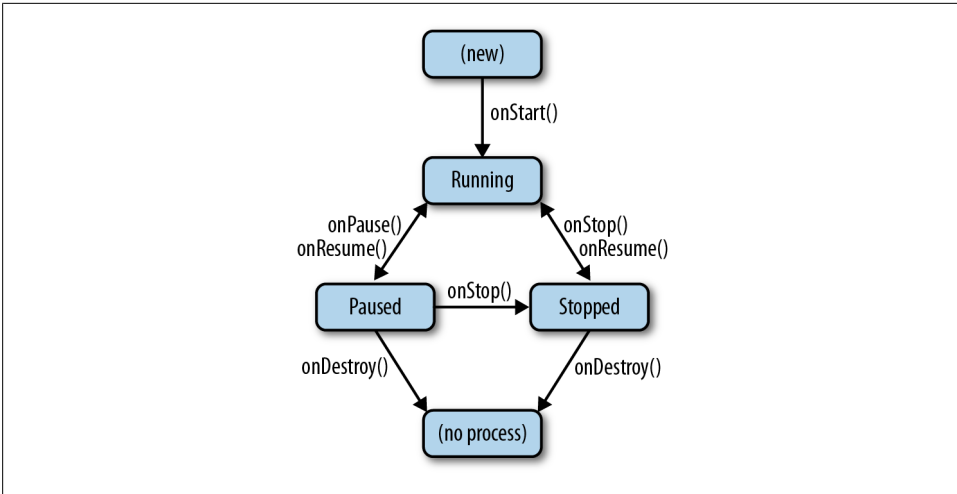 (new)
onStart()
Running
onPause()
onResume()
onStop()
onResume()
Paused
onStop()
Stopped
onDestroy()
onDestroy()
(no process)